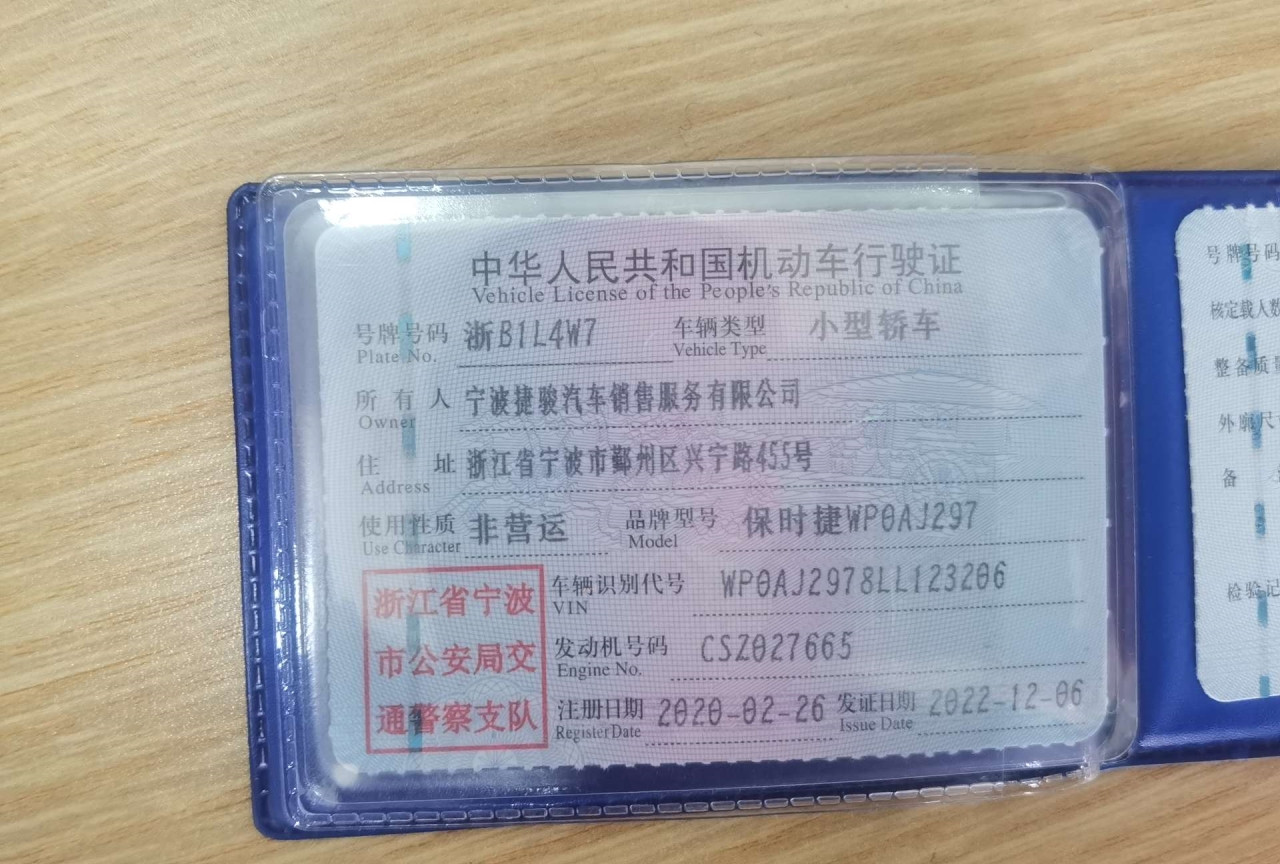 中华人民共和国机动车行驶证
Vehicle License of the People's Republic of China
号牌号码 浙B1L4W7 车辆类型 小型轿车
Plate No. Vehicle Type
所有人 宁波捷骏汽车销售服务有限公司
Owner
住址 浙江省宁波市鄞州区兴宁路455号
Address
使用性质 非营运 品牌型号 保时捷WP0AJ297
Use Character Model
车辆识别代号 WP0AJ2978LL123206
VIN
发动机号码 CSZ027665
Engine No.
注册日期 2020-02-26 发证日期 2022-12-06
Register Date Issue Date
浙江省宁波
市公安局交
通警察支队
号牌号码
核定载人数
整备质量
外廓尺
备
检验记